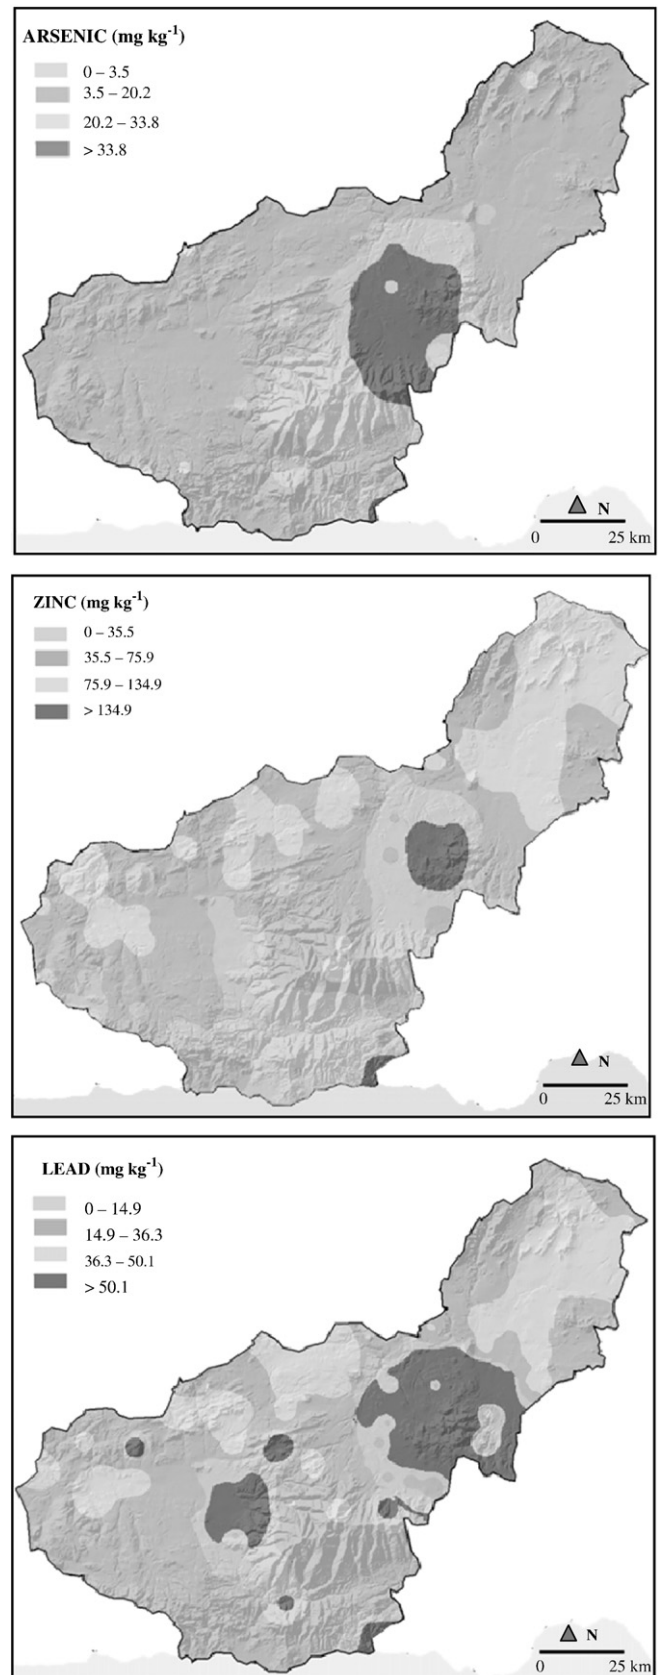 ARSENIC (mg kg-1)
0 – 3.5
3.5 – 20.2
20.2 – 33.8
> 33.8
N
0 25 km
ZINC (mg kg-1)
0 – 35.5
35.5 – 75.9
75.9 – 134.9
> 134.9
N
0 25 km
LEAD (mg kg-1)
0 – 14.9
14.9 – 36.3
36.3 – 50.1
> 50.1
N
0 25 km